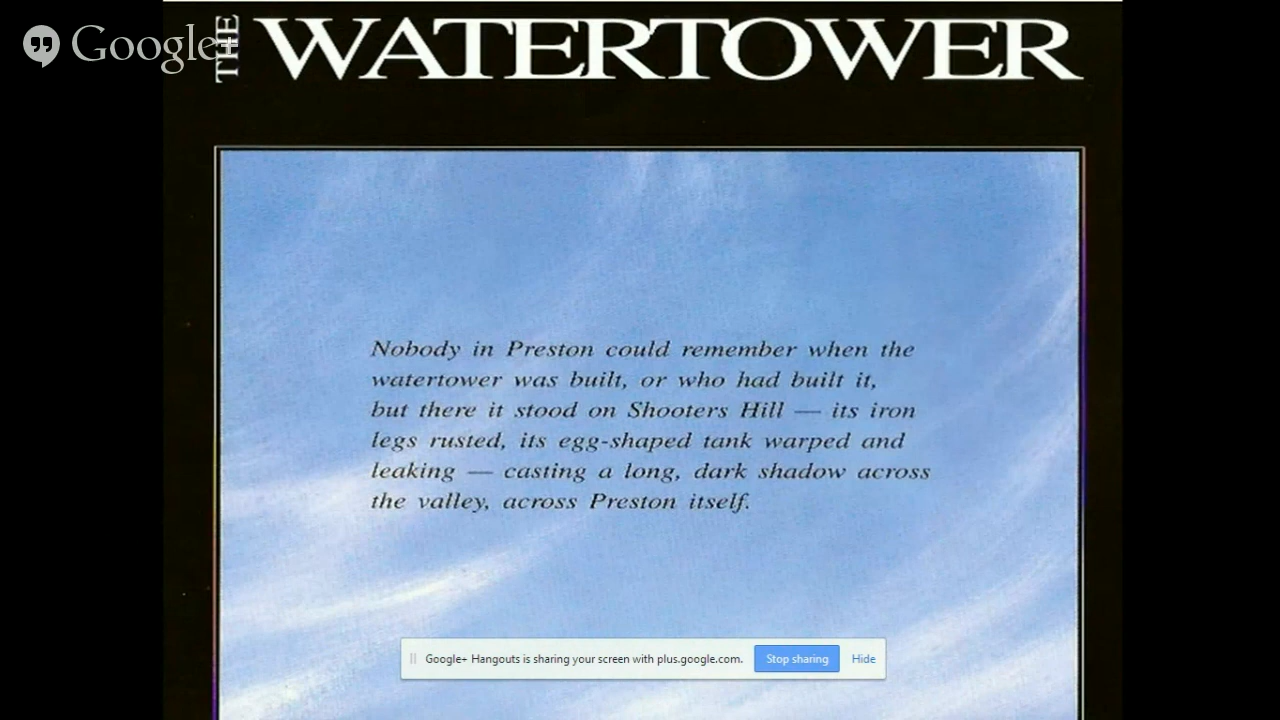 Google+
THE WATERTOWER
Nobody in Preston could remember when the
watertower was built, or who had built it,
but there it stood on Shooters Hill — its iron
legs rusted, its egg-shaped tank warped and
leaking — casting a long, dark shadow across
the valley, across Preston itself.
Google+ Hangouts is sharing your screen with plus.google.com. Stop sharing Hide